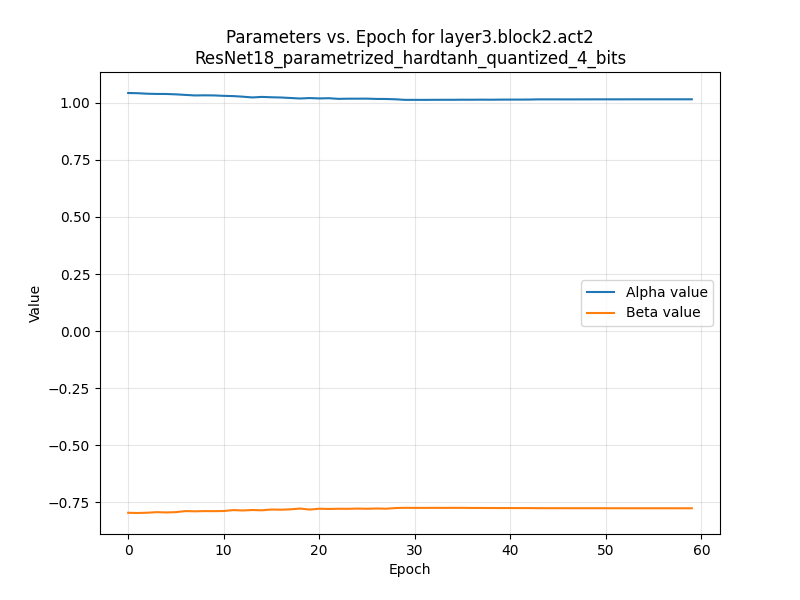 Parameters vs. Epoch for layer3.block2.act2
ResNet18_parametrized_hardtanh_quantized_4_bits
1.00
0.75
0.50
0.25
0.00
−0.25
−0.50
−0.75
Value
Alpha value
Beta value
0 10 20 30 40 50 60
Epoch